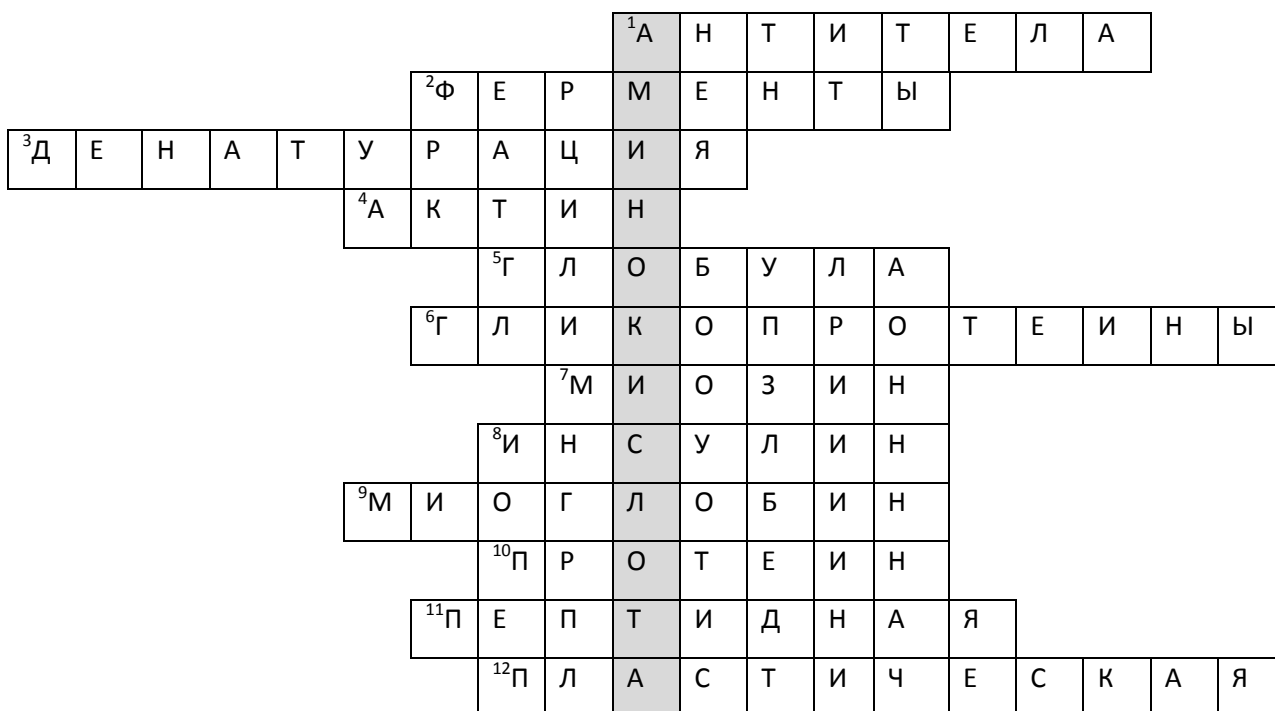 1АНТИТЕЛА
2ФЕРМЕНТЫ
3ДЕНАТУРАЦИЯ
4АКТИН
5ГЛОБУЛА
6ГЛИКОПРОТЕИНЫ
7МИОЗИН
8ИНСУЛИН
9МИОГЛОБИН
10ПРОТЕИН
11ПЕПТИДНАЯ
12ПЛАСТИЧЕСКАЯ